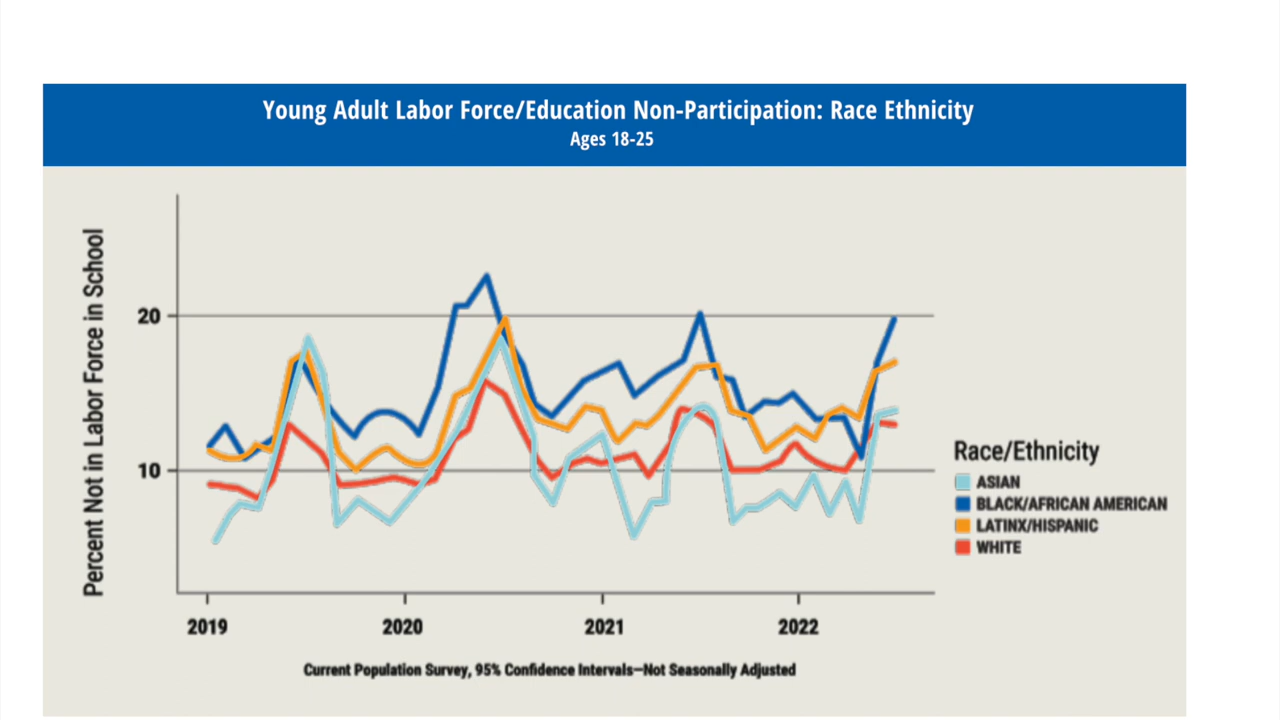 Young Adult Labor Force/Education Non-Participation: Race Ethnicity
Ages 18-25
Percent Not in Labor Force in School
20
10
2019
2020
2021
2022
Race/Ethnicity
ASIAN
BLACK/AFRICAN AMERICAN
LATINX/HISPANIC
WHITE
Current Population Survey, 95% Confidence Intervals—Not Seasonally Adjusted